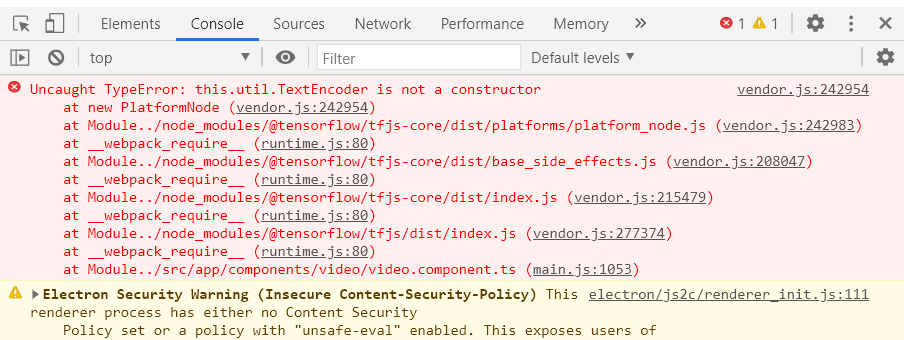 Elements Console Sources Network Performance Memory » 1 1
top Filter Default levels
Uncaught TypeError: this.util.TextEncoder is not a constructor vendor.js:242954
at new PlatformNode (vendor.js:242954)
at Module../node_modules/@tensorflow/tfjs-core/dist/platforms/platform_node.js (vendor.js:242983)
at __webpack_require__ (runtime.js:80)
at Module../node_modules/@tensorflow/tfjs-core/dist/base_side_effects.js (vendor.js:208047)
at __webpack_require__ (runtime.js:80)
at Module../node_modules/@tensorflow/tfjs-core/dist/index.js (vendor.js:215479)
at __webpack_require__ (runtime.js:80)
at Module../node_modules/@tensorflow/tfjs/dist/index.js (vendor.js:277374)
at __webpack_require__ (runtime.js:80)
at Module../src/app/components/video/video.component.ts (main.js:1053)
Electron Security Warning (Insecure Content-Security-Policy) This electron/js2c/renderer_init.js:111
renderer process has either no Content Security
Policy set or a policy with "unsafe-eval" enabled. This exposes users of